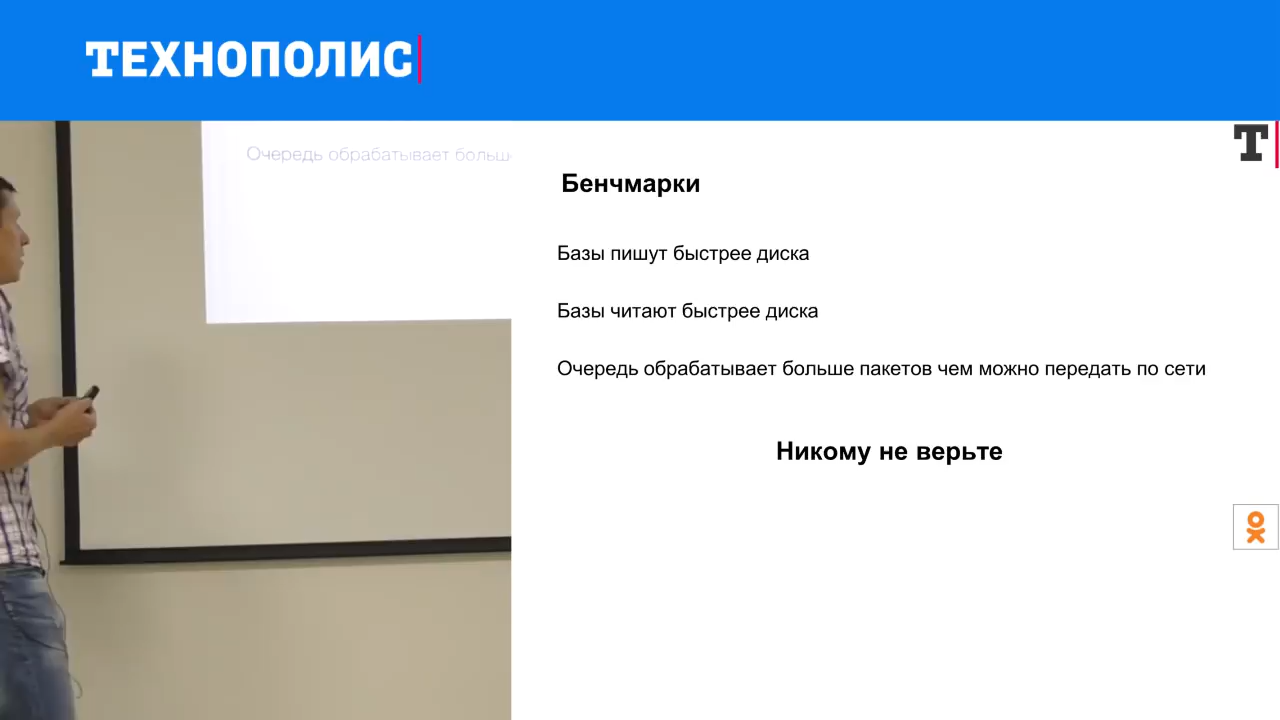 ТЕХНОПОЛИС
Т
Очередь обрабатывает больш
Бенчмарки
Базы пишут быстрее диска
Базы читают быстрее диска
Очередь обрабатывает больше пакетов чем можно передать по сети
Никому не верьте